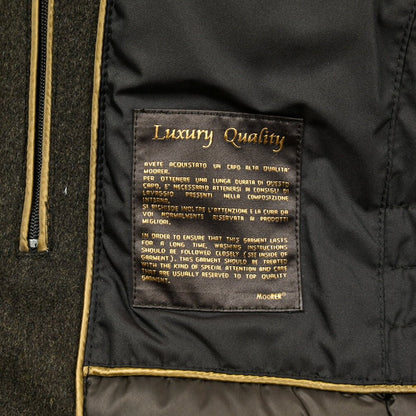 Luxury Quality
AVETE ACQUISTATO UN CAPO ALTA QUALITA'
MOORER.
PER OTTENERE UNA LUNGA DURATA DI QUESTO
CAPO, E' NECESSARIO ATTENERSI AI CONSIGLI DI
LAVAGGIO PRESENTI NELLA COMPOSIZIONE
INTERNA.
SI RICHIEDE INOLTRE L'ATTENZIONE E LA CURA DA
VOI NORMALMENTE RISERVATA AI PRODOTTI
MIGLIORI.
IN ORDER TO ENSURE THAT THIS GARMENT LASTS
FOR A LONG TIME, WASHING INSTRUCTIONS
SHOULD BE FOLLOWED CLOSELY (SEE INSIDE OF
GARMENT). THIS GARMENT SHOULD BE TREATED
WITH THE KIND OF SPECIAL ATTENTION AND CARE
THAT ARE USUALLY RESERVED TO TOP QUALITY
GARMENT.
MOORER®